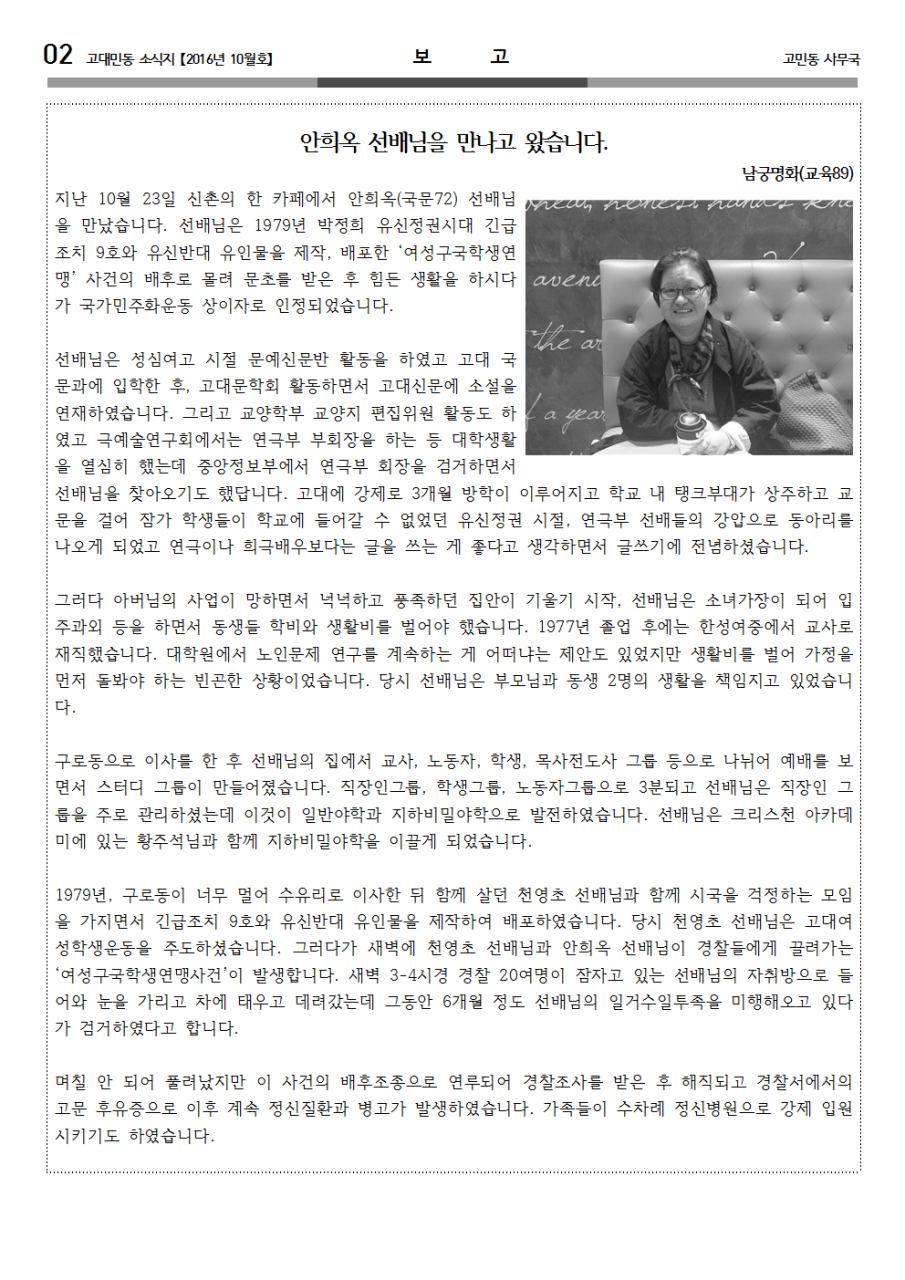 02 고대민동 소식지【2016년 10월호】 보 고 고민동 사무국
안희옥 선배님을 만나고 왔습니다.
남궁명화(교육89)
지난 10월 23일 신촌의 한 카페에서 안희옥(국문72) 선배님
을 만났습니다. 선배님은 1979년 박정희 유신정권시대 긴급
조치 9호와 유신반대 유인물을 제작, 배포한 ‘여성구국학생연
맹’ 사건의 배후로 몰려 문초를 받은 후 힘든 생활을 하시다
가 국가민주화운동 상이자로 인정되었습니다.
선배님은 성심여고 시절 문예신문반 활동을 하였고 고대 국
문과에 입학한 후, 고대문학회 활동하면서 고대신문에 소설을
연재하였습니다. 그리고 교양학부 교양지 편집위원 활동도 하
였고 극예술연구회에서는 연극부 부회장을 하는 등 대학생활
을 열심히 했는데 중앙정보부에서 연극부 회장을 검거하면서
선배님을 찾아오기도 했답니다. 고대에 강제로 3개월 방학이 이루어지고 학교 내 탱크부대가 상주하고 교
문을 걸어 잠가 학생들이 학교에 들어갈 수 없었던 유신정권 시절, 연극부 선배들의 강압으로 동아리를
나오게 되었고 연극이나 희극배우보다는 글을 쓰는 게 좋다고 생각하면서 글쓰기에 전념하셨습니다.
그러다 아버님의 사업이 망하면서 넉넉하고 풍족하던 집안이 기울기 시작, 선배님은 소녀가장이 되어 입
주과외 등을 하면서 동생들 학비와 생활비를 벌어야 했습니다. 1977년 졸업 후에는 한성여중에서 교사로
재직했습니다. 대학원에서 노인문제 연구를 계속하는 게 어떠냐는 제안도 있었지만 생활비를 벌어 가정을
먼저 돌봐야 하는 빈곤한 상황이었습니다. 당시 선배님은 부모님과 동생 2명의 생활을 책임지고 있었습니
다.
구로동으로 이사를 한 후 선배님의 집에서 교사, 노동자, 학생, 목사전도사 그룹 등으로 나뉘어 예배를 보
면서 스터디 그룹이 만들어졌습니다. 직장인그룹, 학생그룹, 노동자그룹으로 3분되고 선배님은 직장인 그
룹을 주로 관리하셨는데 이것이 일반야학과 지하비밀야학으로 발전하였습니다. 선배님은 크리스천 아카데
미에 있는 황주석님과 함께 지하비밀야학을 이끌게 되었습니다.
1979년, 구로동이 너무 멀어 수유리로 이사한 뒤 함께 살던 천영초 선배님과 함께 시국을 걱정하는 모임
을 가지면서 긴급조치 9호와 유신반대 유인물을 제작하여 배포하였습니다. 당시 천영초 선배님은 고대여
성학생운동을 주도하셨습니다. 그러다가 새벽에 천영초 선배님과 안희옥 선배님이 경찰들에게 끌려가는
‘여성구국학생연맹사건’이 발생합니다. 새벽 3-4시경 경찰 20여명이 잠자고 있는 선배님의 자취방으로 들
어와 눈을 가리고 차에 태우고 데려갔는데 그동안 6개월 정도 선배님의 일거수일투족을 미행해오고 있다
가 검거하였다고 합니다.
며칠 안 되어 풀려났지만 이 사건의 배후조종으로 연루되어 경찰조사를 받은 후 해직되고 경찰서에서의
고문 후유증으로 이후 계속 정신질환과 병고가 발생하였습니다. 가족들이 수차례 정신병원으로 강제 입원
시키기도 하였습니다.